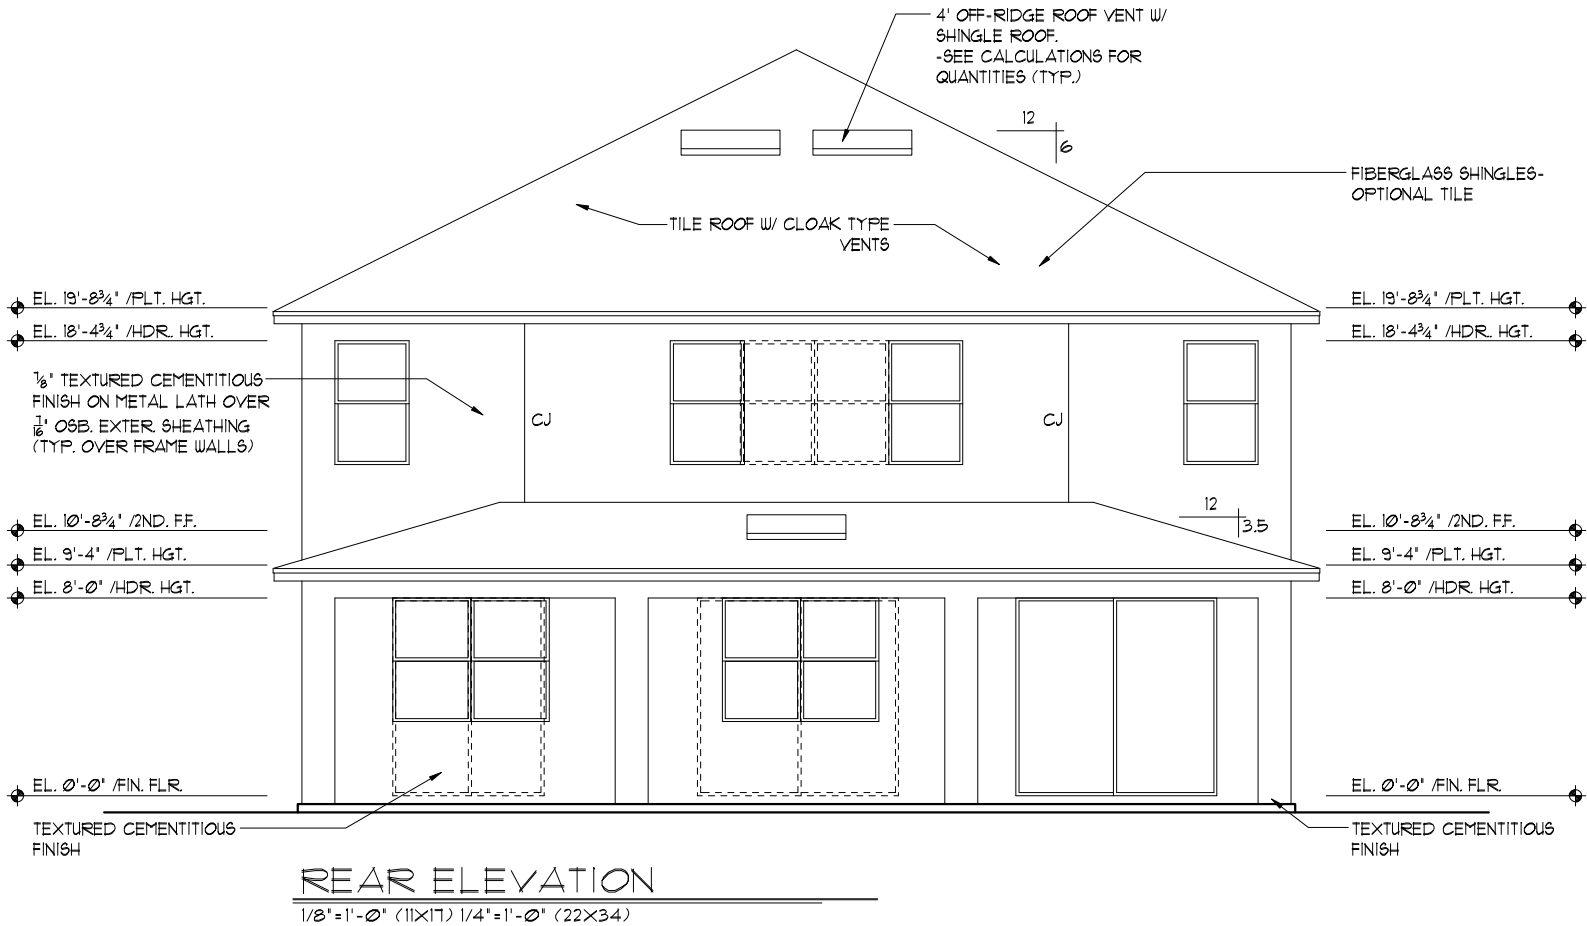 4' OFF-RIDGE ROOF VENT W/
SHINGLE ROOF.
-SEE CALCULATIONS FOR
QUANTITIES (TYP.)
12
6
FIBERGLASS SHINGLES-
OPTIONAL TILE
TILE ROOF W/ CLOAK TYPE
VENTS
EL. 19'-8¾" /PLT. HGT.
EL. 18'-4¾" /HDR. HGT.
EL. 19'-8¾" /PLT. HGT.
EL. 18'-4¾" /HDR. HGT.
⅞" TEXTURED CEMENTITIOUS
FINISH ON METAL LATH OVER
7/16" OSB. EXTER. SHEATHING
(TYP. OVER FRAME WALLS)
CJ
CJ
12
3.5
EL. 10'-8¾" /2ND. F.F.
EL. 9'-4" /PLT. HGT.
EL. 8'-0" /HDR. HGT.
EL. 10'-8¾" /2ND. F.F.
EL. 9'-4" /PLT. HGT.
EL. 8'-0" /HDR. HGT.
EL. 0'-0" /FIN. FLR.
EL. 0'-0" /FIN. FLR.
TEXTURED CEMENTITIOUS
FINISH
TEXTURED CEMENTITIOUS
FINISH
REAR ELEVATION
1/8"=1'-0" (11X17) 1/4"=1'-0" (22X34)